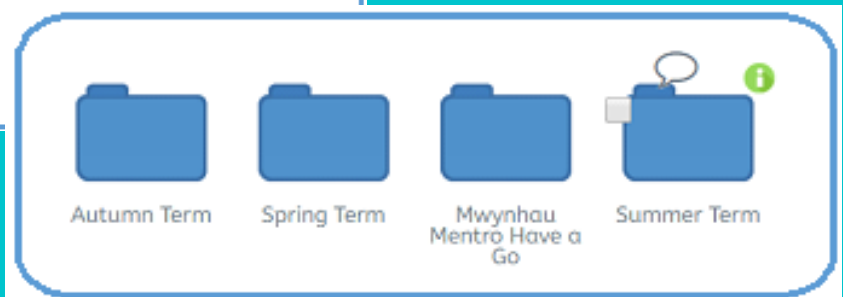 Autumn Term
Spring Term
Mwynhau
Mentro Have a
Go
Summer Term